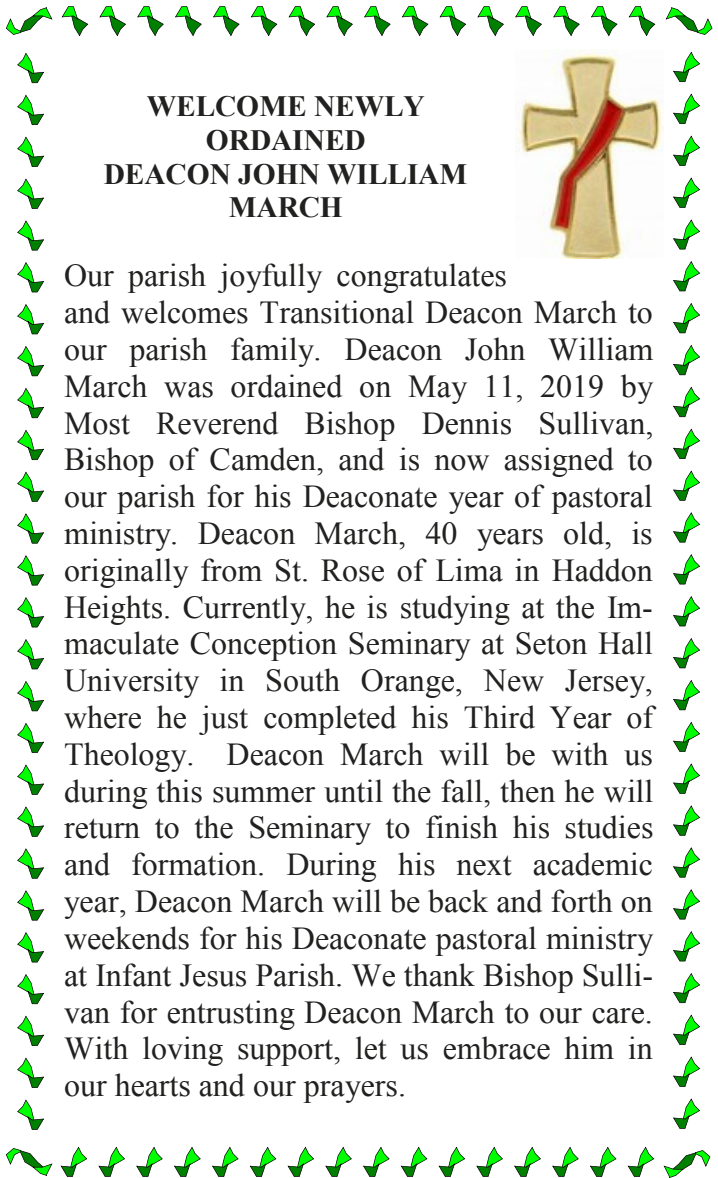 WELCOME NEWLY
ORDAINED
DEACON JOHN WILLIAM
MARCH
Our parish joyfully congratulates
and welcomes Transitional Deacon March to
our parish family. Deacon John William
March was ordained on May 11, 2019 by
Most Reverend Bishop Dennis Sullivan,
Bishop of Camden, and is now assigned to
our parish for his Deaconate year of pastoral
ministry. Deacon March, 40 years old, is
originally from St. Rose of Lima in Haddon
Heights. Currently, he is studying at the Im-
maculate Conception Seminary at Seton Hall
University in South Orange, New Jersey,
where he just completed his Third Year of
Theology. Deacon March will be with us
during this summer until the fall, then he will
return to the Seminary to finish his studies
and formation. During his next academic
year, Deacon March will be back and forth on
weekends for his Deaconate pastoral ministry
at Infant Jesus Parish. We thank Bishop Sulli-
van for entrusting Deacon March to our care.
With loving support, let us embrace him in
our hearts and our prayers.